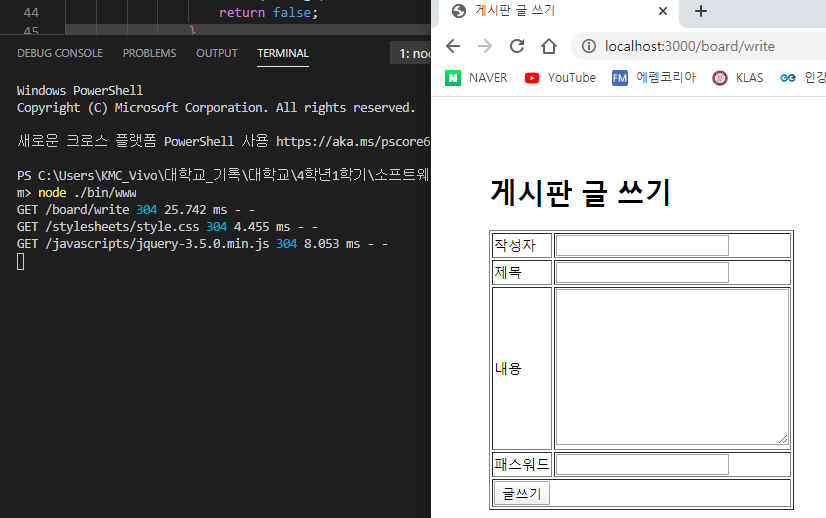 44 return false;
45 }
DEBUG CONSOLE PROBLEMS OUTPUT TERMINAL 1: noc
Windows PowerShell
Copyright (C) Microsoft Corporation. All rights reserved.
새로운 크로스 플랫폼 PowerShell 사용 https://aka.ms/pscore6
PS C:\Users\KMC_Vivo\대학교_기록\대학교\4학년1학기\소프트웨
m> node ./bin/www
GET /board/write 304 25.742 ms - -
GET /stylesheets/style.css 304 4.455 ms - -
GET /javascripts/jquery-3.5.0.min.js 304 8.053 ms - -
게시판 글 쓰기
localhost:3000/board/write
N NAVER YouTube FM 에펨코리아 KLAS 인강
게시판 글 쓰기
작성자
제목
내용
패스워드
글쓰기